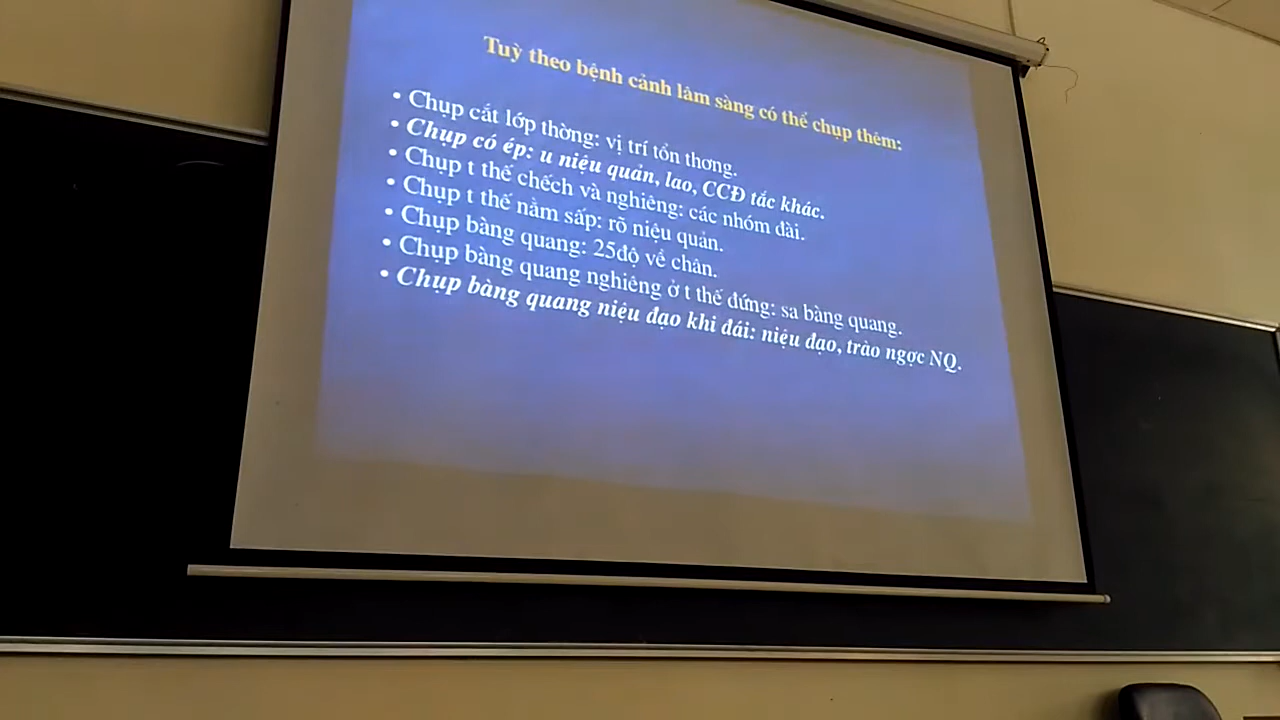 Tuỳ theo bệnh cảnh lâm sàng có thể chụp thêm:
• Chụp cắt lớp thờng: vị trí tổn thơng.
• Chụp có ép: u niệu quản, lao, CCĐ tắc khác.
• Chụp t thế chếch và nghiêng: các nhóm đài.
• Chụp t thế nằm sấp: rõ niệu quản.
• Chụp bàng quang: 25độ về chân.
• Chụp bàng quang nghiêng ở t thế đứng: sa bàng quang.
• Chụp bàng quang niệu đạo khi đái: niệu đạo, trào ngợc NQ.